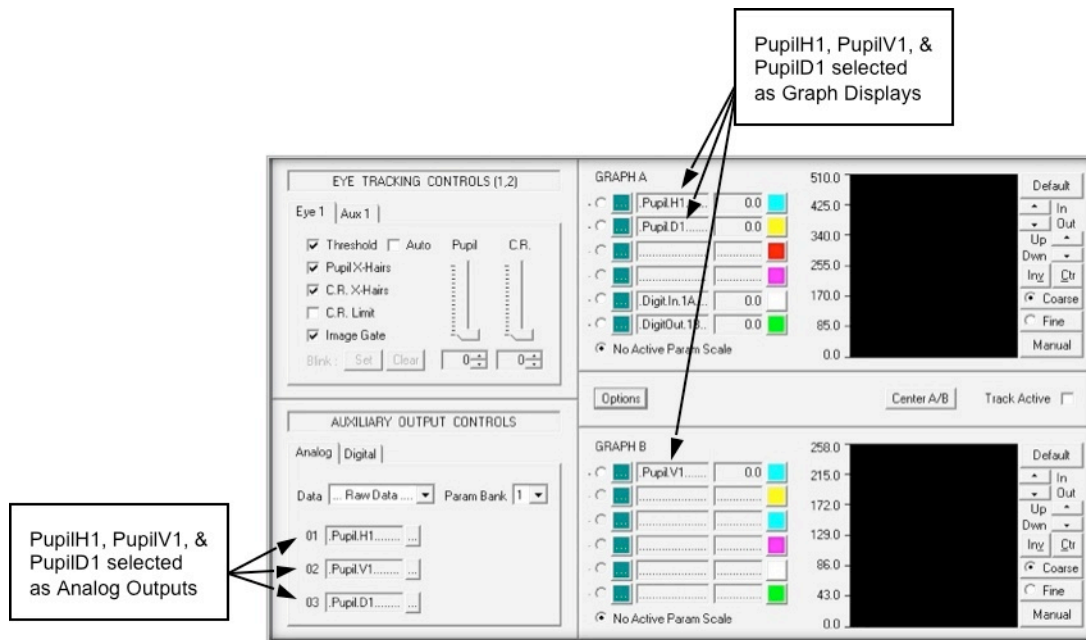 PupilH1, PupilV1, &
PupilD1 selected
as Graph Displays
EYE TRACKING CONTROLS (1,2)
Eye 1 Aux 1
Threshold Auto Pupil C.R.
Pupil X-Hairs
C.R. X-Hairs
C.R. Limit
Image Gate
Blink : Set Clear 0 0
AUXILIARY OUTPUT CONTROLS
Analog Digital
Data ... Raw Data .... Param Bank 1
01 .Pupil.H1........ ...
02 .Pupil.V1........ ...
03 .Pupil.D1........ ...
PupilH1, PupilV1, &
PupilD1 selected
as Analog Outputs
GRAPH A
... .Pupil.H1....... 0.0
... .Pupil.D1....... 0.0
... ....................
... ....................
... .Digit.In.1A... 0.0
... .DigitOut.1B.. 0.0
No Active Param Scale
510.0
425.0
340.0
255.0
170.0
85.0
0.0
Default
In
Out
Up
Dwn
Inv Ctr
Coarse
Fine
Manual
Options Center A/B Track Active
GRAPH B
... .Pupil.V1....... 0.0
... ....................
... ....................
... ....................
... ....................
... ....................
No Active Param Scale
258.0
215.0
172.0
129.0
86.0
43.0
0.0
Default
In
Out
Up
Dwn
Inv Ctr
Coarse
Fine
Manual